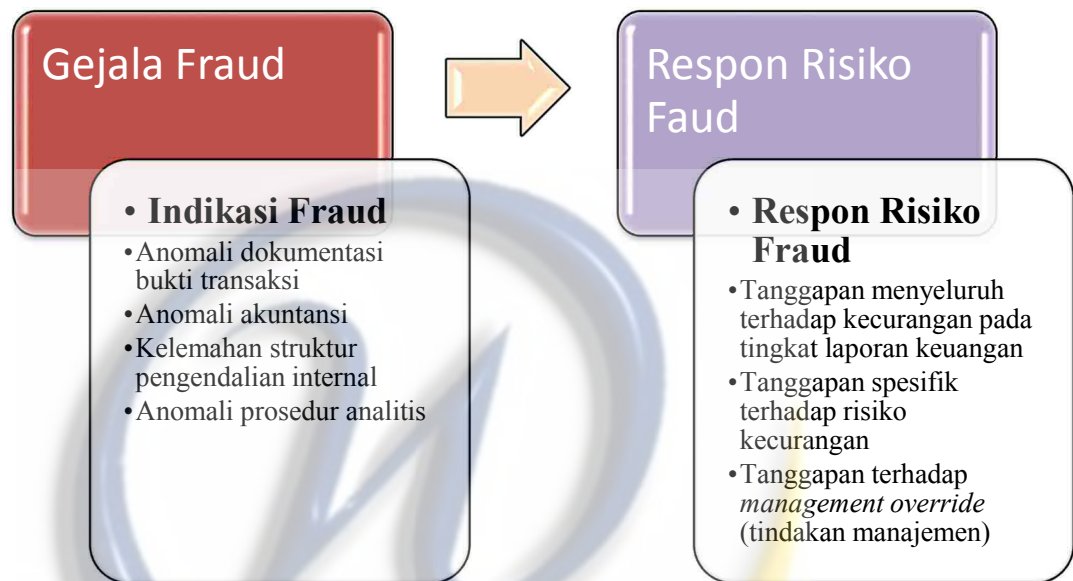 Gejala Fraud
• Indikasi Fraud
•Anomali dokumentasi
bukti transaksi
•Anomali akuntansi
•Kelemahan struktur
pengendalian internal
•Anomali prosedur analitis
Respon Risiko
Faud
• Respon Risiko
Fraud
•Tanggapan menyeluruh
terhadap kecurangan pada
tingkat laporan keuangan
•Tanggapan spesifik
terhadap risiko
kecurangan
•Tanggapan terhadap
management override
(tindakan manajemen)